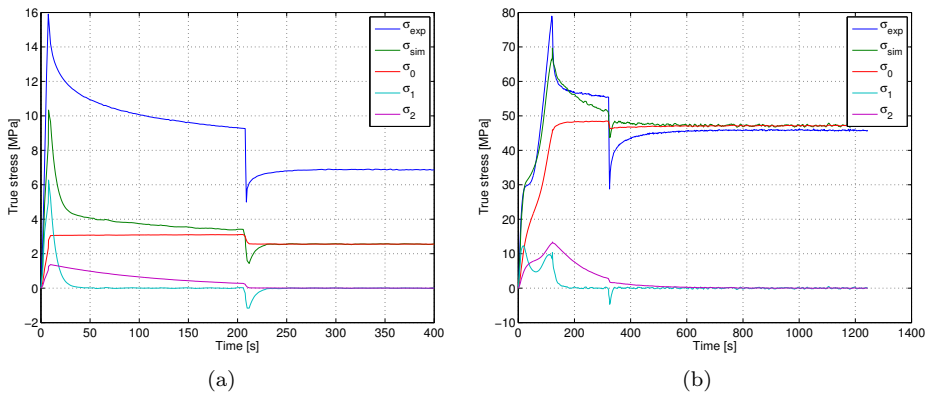 16
14
12
10
8
6
4
2
0
−2
0 50 100 150 200 250 300 350 400
True stress [MPa]
Time [s]
σexp
σsim
σ0
σ1
σ2
(a)
80
70
60
50
40
30
20
10
0
−10
0 200 400 600 800 1000 1200 1400
True stress [MPa]
Time [s]
σexp
σsim
σ0
σ1
σ2
(b)